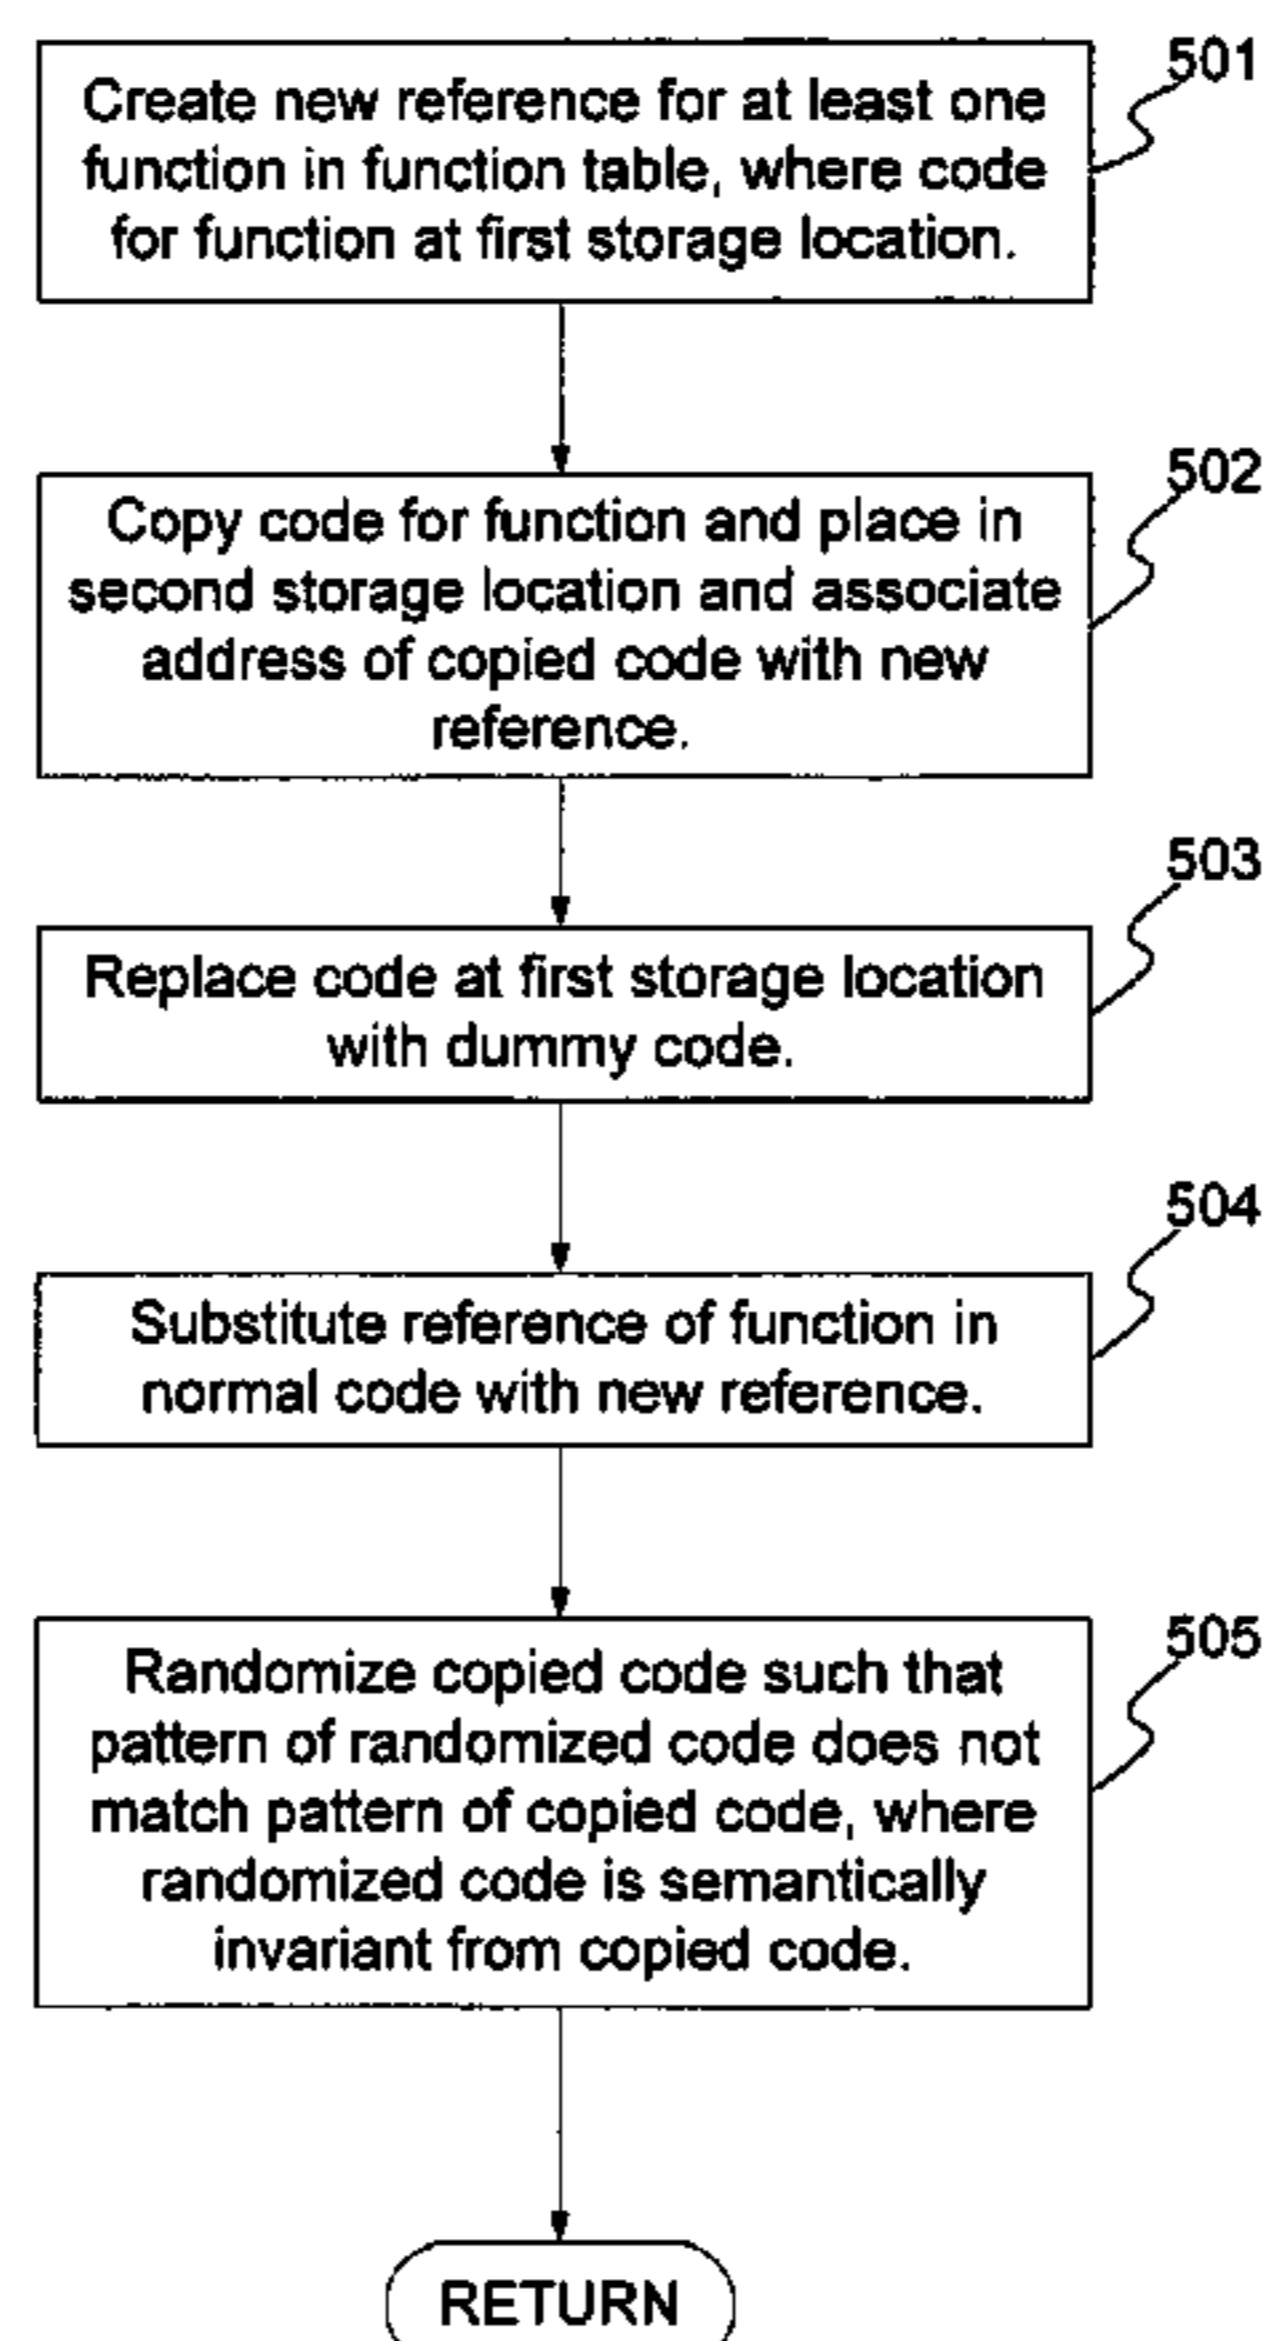 501
Create new reference for at least one
function in function table, where code
for function at first storage location.
502
Copy code for function and place in
second storage location and associate
address of copied code with new
reference.
503
Replace code at first storage location
with dummy code.
504
Substitute reference of function in
normal code with new reference.
505
Randomize copied code such that
pattern of randomized code does not
match pattern of copied code, where
randomized code is semantically
invariant from copied code.
RETURN